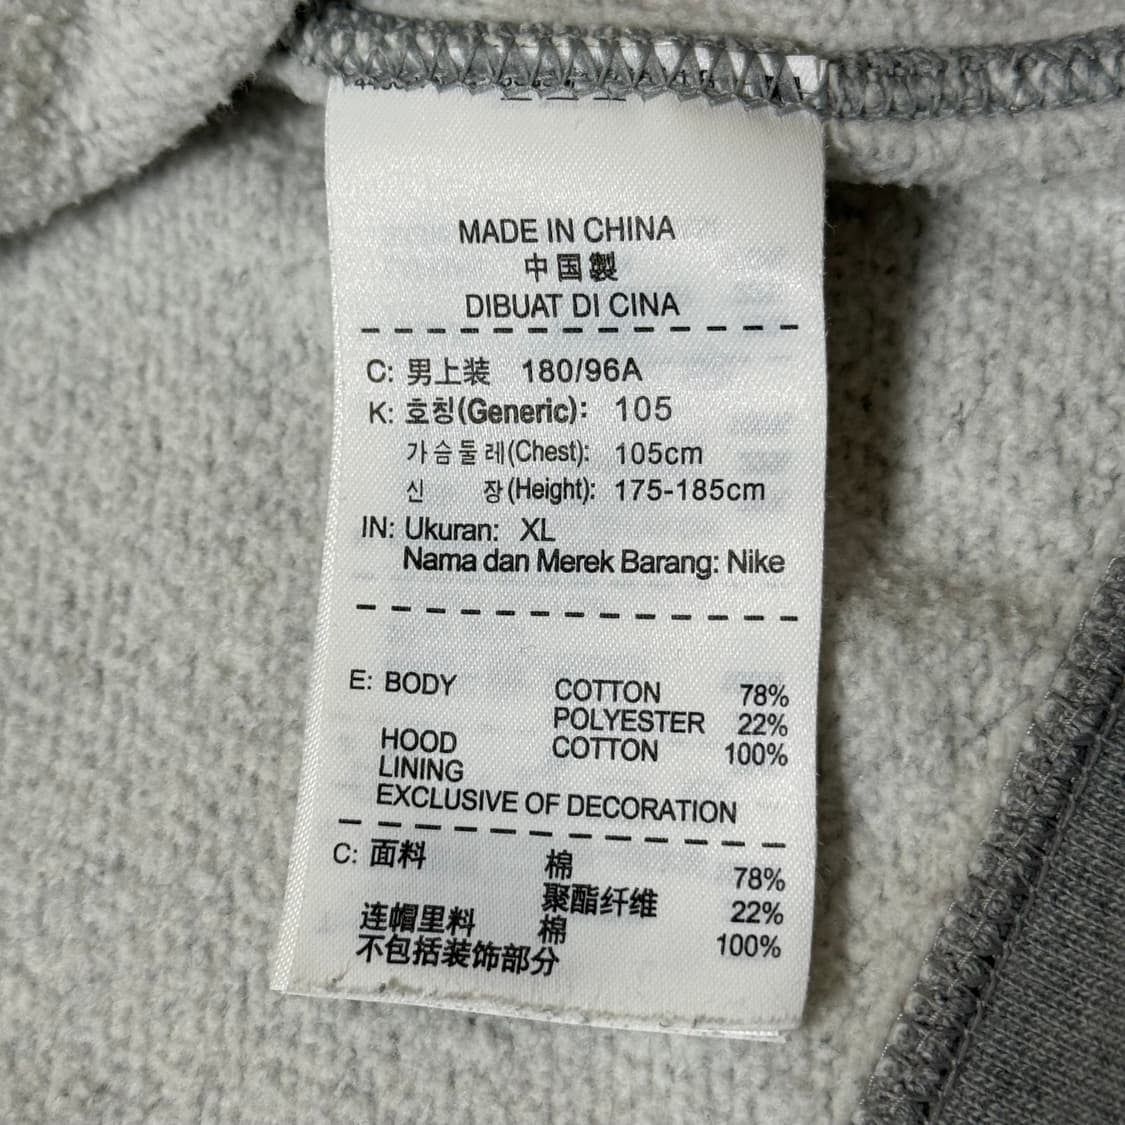 MADE IN CHINA
中国製
DIBUAT DI CINA
C: 男上装 180/96A
K: 호칭(Generic): 105
가슴둘레(Chest): 105cm
신 장(Height): 175-185cm
IN: Ukuran: XL
Nama dan Merek Barang: Nike
E: BODY COTTON 78%
POLYESTER 22%
HOOD COTTON 100%
LINING
EXCLUSIVE OF DECORATION
C: 面料 棉 78%
聚酯纤维 22%
连帽里料 棉 100%
不包括装饰部分